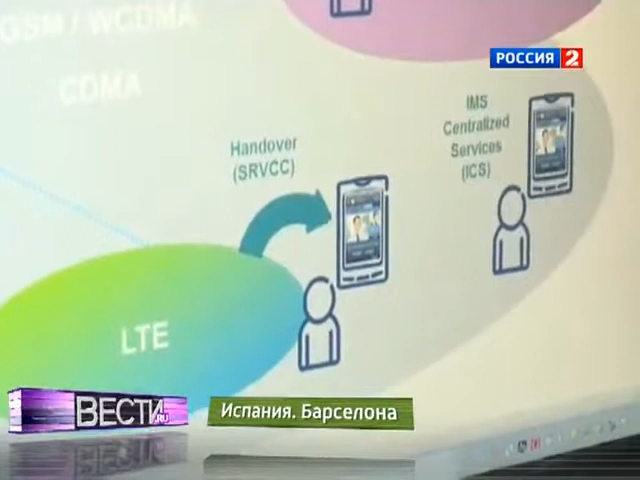 GSM / WCDMA
CDMA
РОССИЯ 2
IMS
Centralized
Services
(ICS)
Handover
(SRVCC)
LTE
ВЕСТИ.RU
Испания. Барселона